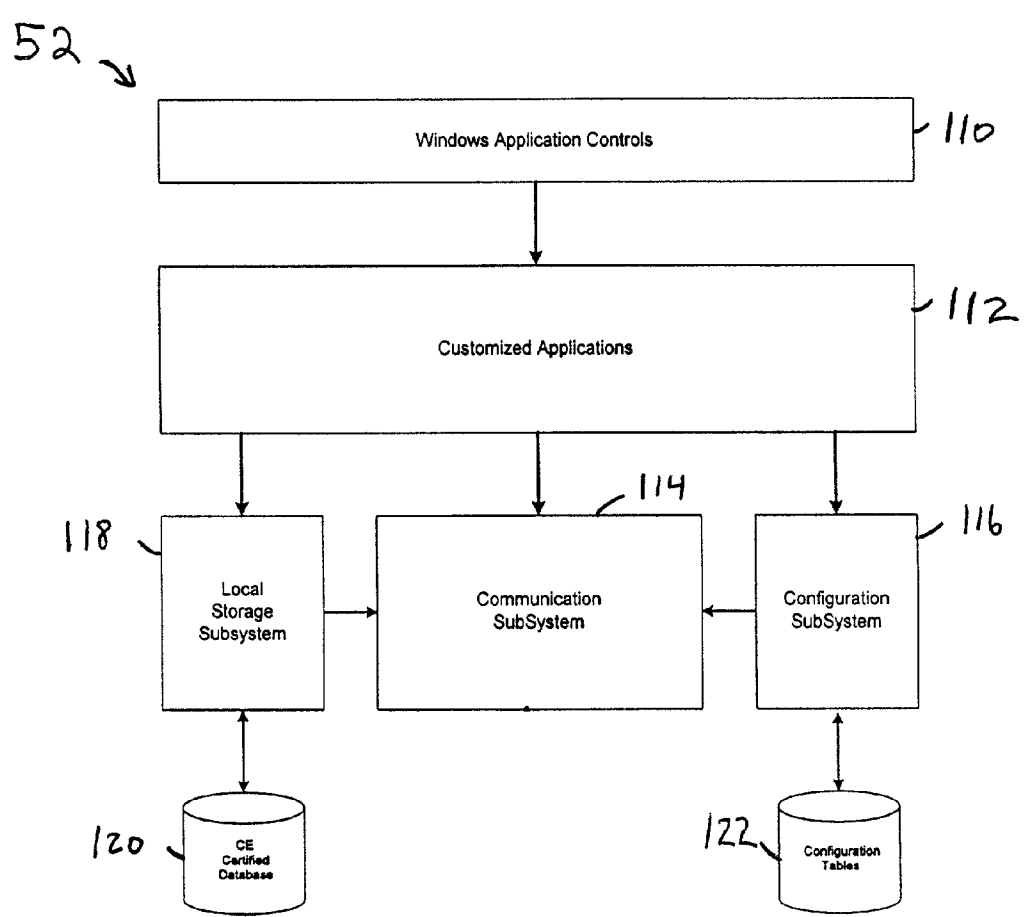 52
Windows Application Controls
110
Customized Applications
112
114
118
116
Local
Storage
Subsystem
Communication
SubSystem
Configuration
SubSystem
120
CE
Certified
Database
122
Configuration
Tables